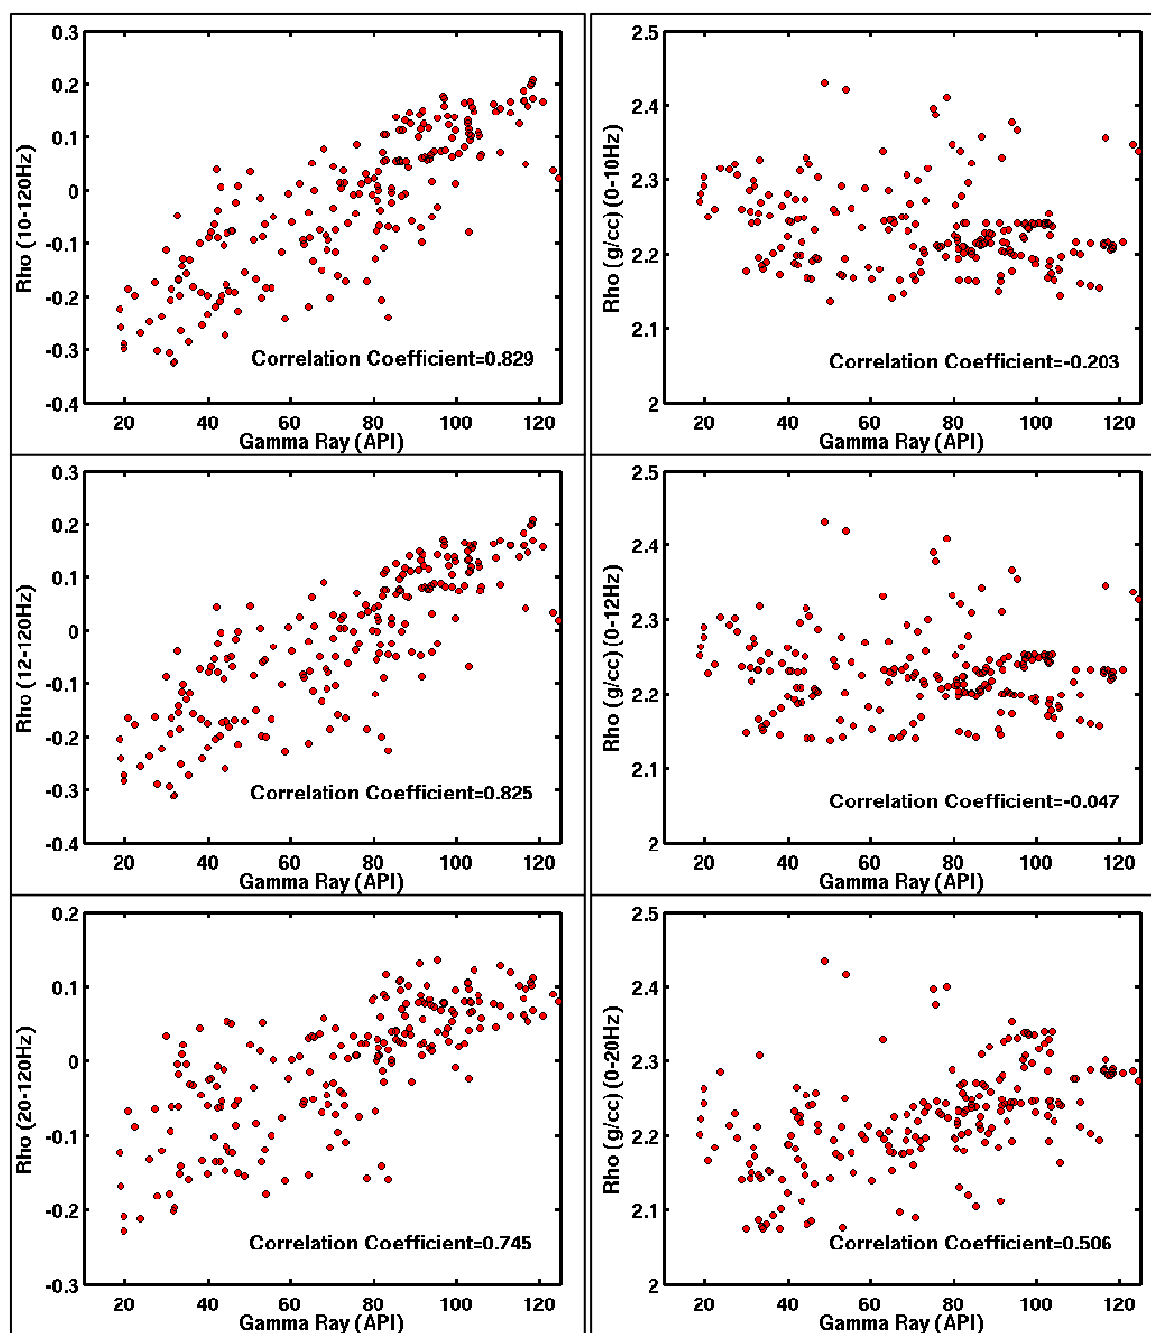 0.3
0.2
0.1
0
-0.1
-0.2
-0.3
-0.4
Rho (10-120Hz)
Correlation Coefficient=0.829
20 40 60 80 100 120
Gamma Ray (API)
2.5
2.4
2.3
2.2
2.1
2
Rho (g/cc) (0-10Hz)
Correlation Coefficient=-0.203
20 40 60 80 100 120
Gamma Ray (API)
0.3
0.2
0.1
0
-0.1
-0.2
-0.3
-0.4
Rho (12-120Hz)
Correlation Coefficient=0.825
20 40 60 80 100 120
Gamma Ray (API)
2.5
2.4
2.3
2.2
2.1
2
Rho (g/cc) (0-12Hz)
Correlation Coefficient=-0.047
20 40 60 80 100 120
Gamma Ray (API)
0.2
0.1
0
-0.1
-0.2
-0.3
Rho (20-120Hz)
Correlation Coefficient=0.745
20 40 60 80 100 120
Gamma Ray (API)
2.5
2.4
2.3
2.2
2.1
2
Rho (g/cc) (0-20Hz)
Correlation Coefficient=0.506
20 40 60 80 100 120
Gamma Ray (API)